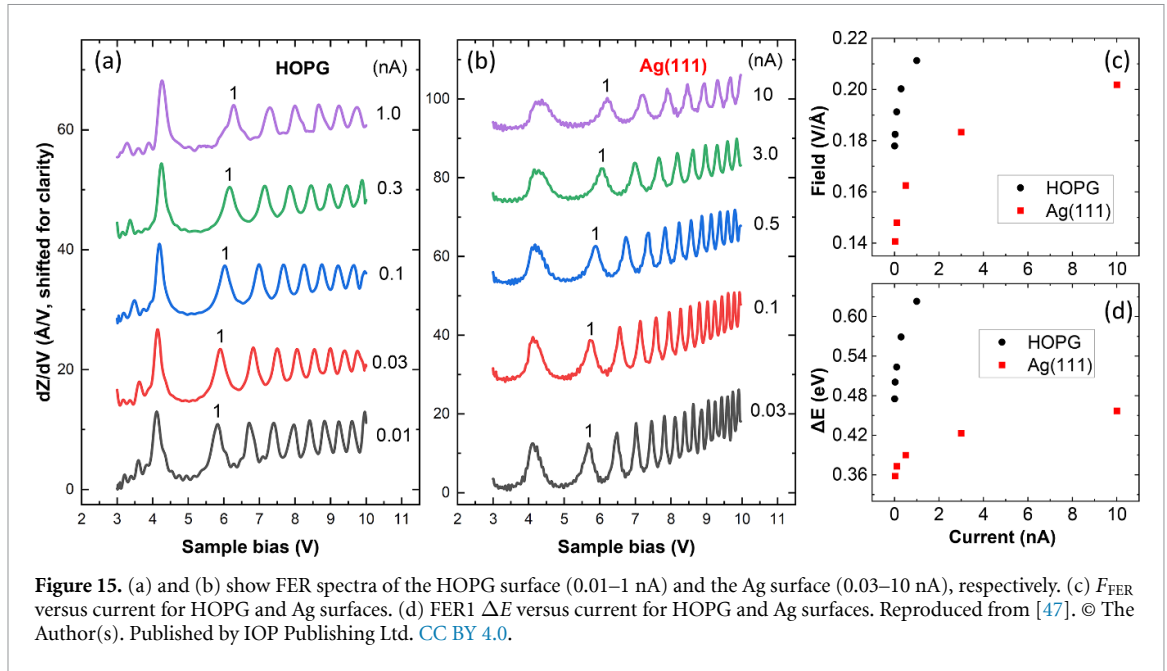 (a)
HOPG
(nA)
1
1.0
1
0.3
1
0.1
1
0.03
1
0.01
60
40
20
0
dZ/dV (Å/V, shifted for clarity)
2 3 4 5 6 7 8 9 10 11
Sample bias (V)
(b)
Ag(111)
(nA)
1
10
1
3.0
1
0.5
1
0.1
1
0.03
100
80
60
40
20
0
2 3 4 5 6 7 8 9 10 11
Sample bias (V)
(c)
0.22
0.20
0.18
0.16
0.14
Field (V/Å)
HOPG
Ag(111)
0 2 4 6 8 10
(d)
0.60
0.54
0.48
0.42
0.36
ΔE (eV)
HOPG
Ag(111)
0 2 4 6 8 10
Current (nA)
Figure 15. (a) and (b) show FER spectra of the HOPG surface (0.01–1 nA) and the Ag surface (0.03–10 nA), respectively. (c) F_FER
versus current for HOPG and Ag surfaces. (d) FER1 ΔE versus current for HOPG and Ag surfaces. Reproduced from [47]. © The
Author(s). Published by IOP Publishing Ltd. CC BY 4.0.